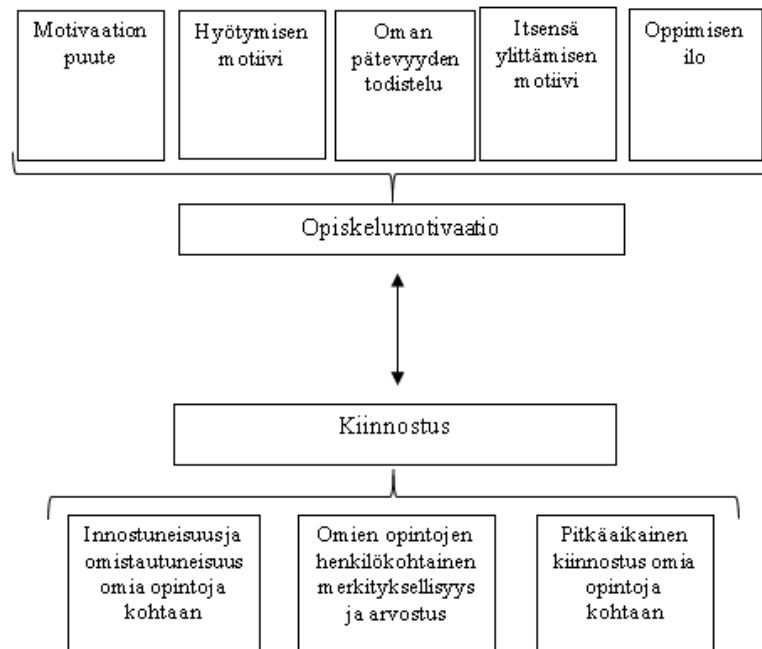 Motivaation
puute
Hyötymisen
motiivi
Oman
pätevyyden
todistelu
Itsensä
ylittämisen
motiivi
Oppimisen
ilo
Opiskelumotivaatio
Kiinnostus
Innostuneisuus ja
omistautuneisuus
omia opintoja
kohtaan
Omien opintojen
henkilökohtainen
merkityksellisyys
ja arvostus
Pitkäaikainen
kiinnostus omia
opintoja
kohtaan